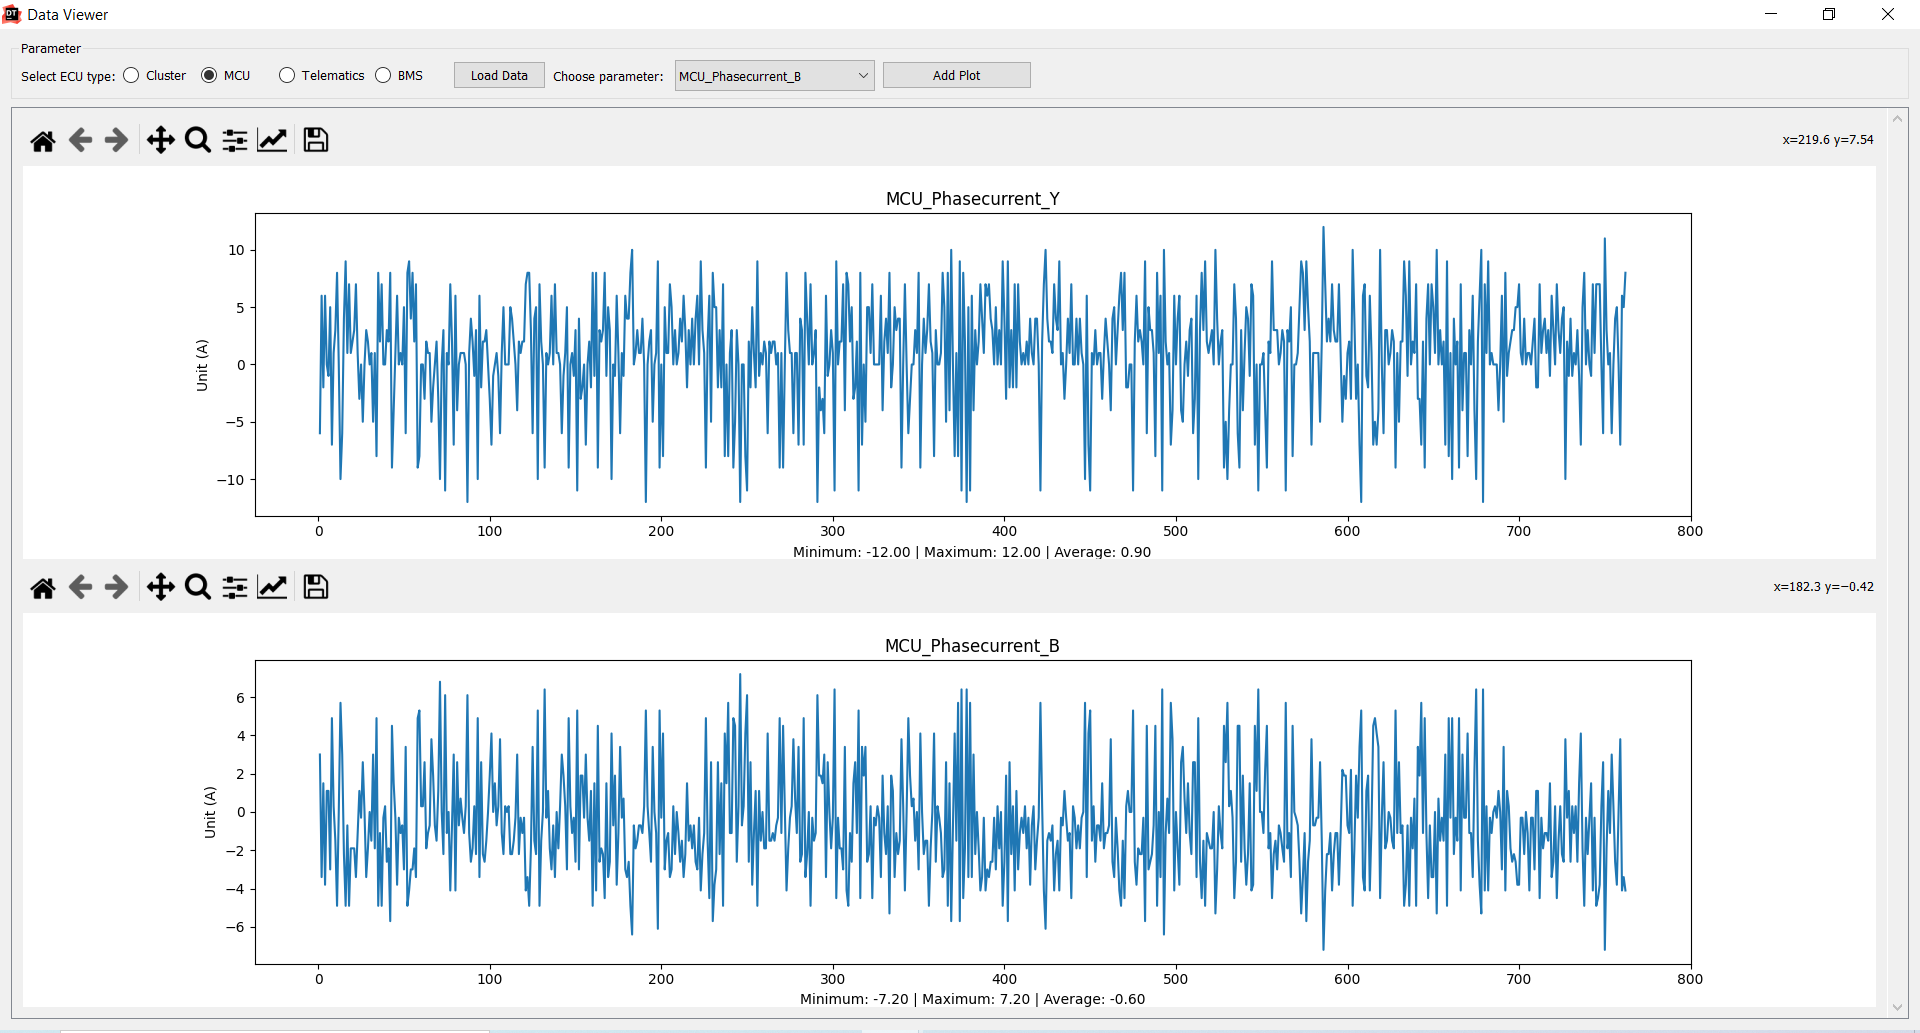 DT Data Viewer
Parameter
Select ECU type: Cluster MCU Telematics BMS Load Data Choose parameter: MCU_Phasecurrent_B Add Plot
x=219.6 y=7.54
MCU_Phasecurrent_Y
10
5
0
−5
−10
Unit (A)
0 100 200 300 400 500 600 700 800
Minimum: -12.00 | Maximum: 12.00 | Average: 0.90
x=182.3 y=−0.42
MCU_Phasecurrent_B
6
4
2
0
−2
−4
−6
Unit (A)
0 100 200 300 400 500 600 700 800
Minimum: -7.20 | Maximum: 7.20 | Average: -0.60